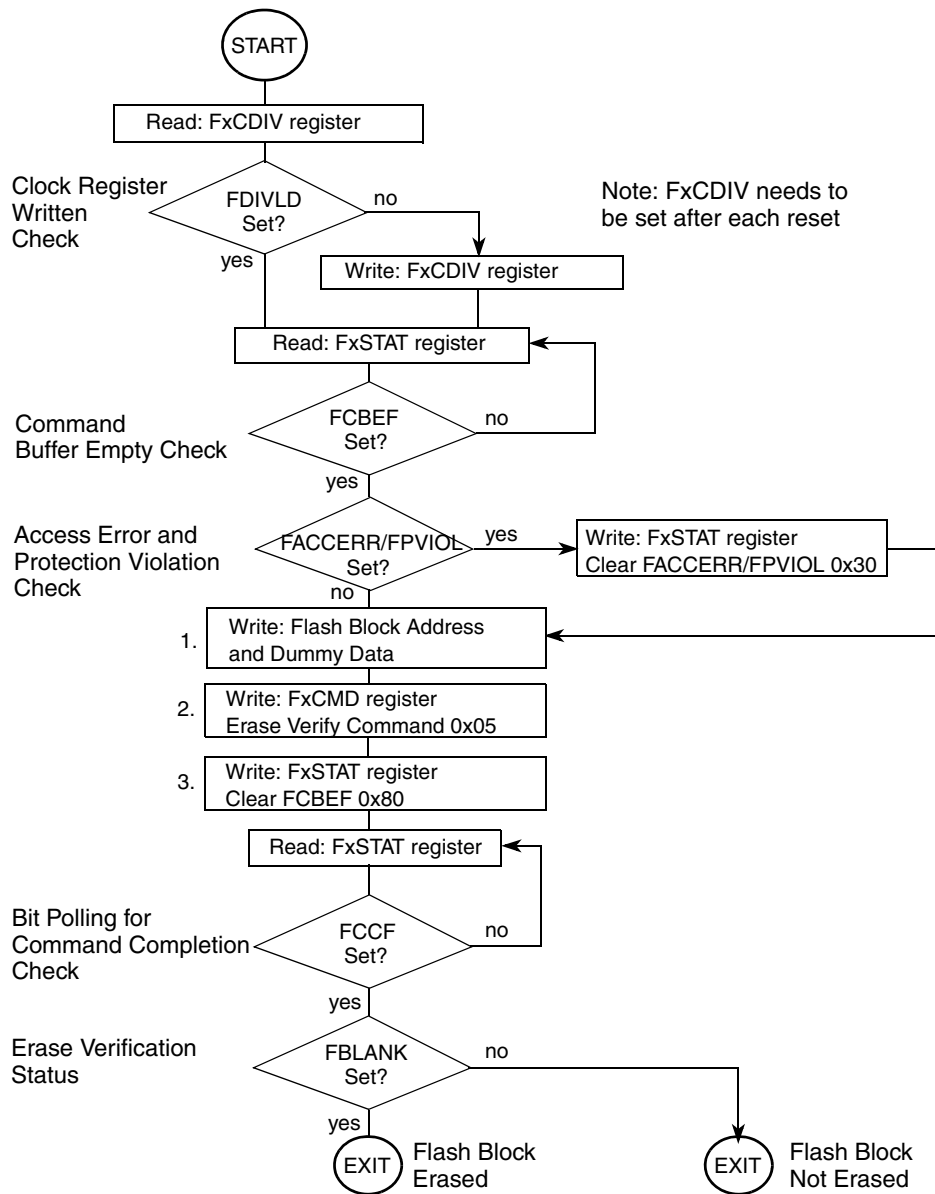 START
Read: FxCDIV register
Clock Register
Written
Check
FDIVLD
Set?
no
yes
Note: FxCDIV needs to
be set after each reset
Write: FxCDIV register
Read: FxSTAT register
Command
Buffer Empty Check
FCBEF
Set?
no
yes
Access Error and
Protection Violation
Check
FACCERR/FPVIOL
Set?
yes
no
Write: FxSTAT register
Clear FACCERR/FPVIOL 0x30
1.
Write: Flash Block Address
and Dummy Data
2.
Write: FxCMD register
Erase Verify Command 0x05
3.
Write: FxSTAT register
Clear FCBEF 0x80
Read: FxSTAT register
Bit Polling for
Command Completion
Check
FCCF
Set?
no
yes
Erase Verification
Status
FBLANK
Set?
no
yes
EXIT
Flash Block
Erased
EXIT
Flash Block
Not Erased